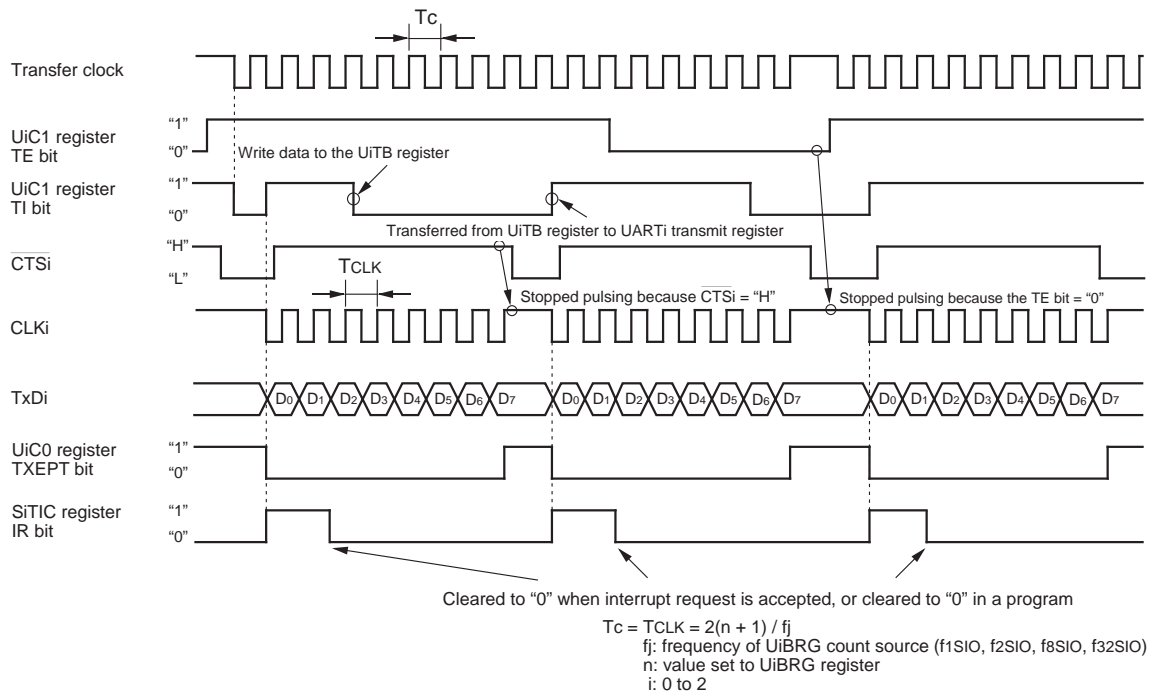 Tc
Transfer clock
UiC1 register
TE bit
“1”
“0”
Write data to the UiTB register
UiC1 register
TI bit
“1”
“0”
Transferred from UiTB register to UARTi transmit register
CTSi
“H”
“L”
TCLK
Stopped pulsing because CTSi = “H”
Stopped pulsing because the TE bit = “0”
CLKi
TxDi
D0 D1 D2 D3 D4 D5 D6 D7 D0 D1 D2 D3 D4 D5 D6 D7 D0 D1 D2 D3 D4 D5 D6 D7
UiC0 register
TXEPT bit
“1”
“0”
SiTIC register
IR bit
“1”
“0”
Cleared to “0” when interrupt request is accepted, or cleared to “0” in a program
Tc = TCLK = 2(n + 1) / fj
fj: frequency of UiBRG count source (f1SIO, f2SIO, f8SIO, f32SIO)
n: value set to UiBRG register
i: 0 to 2